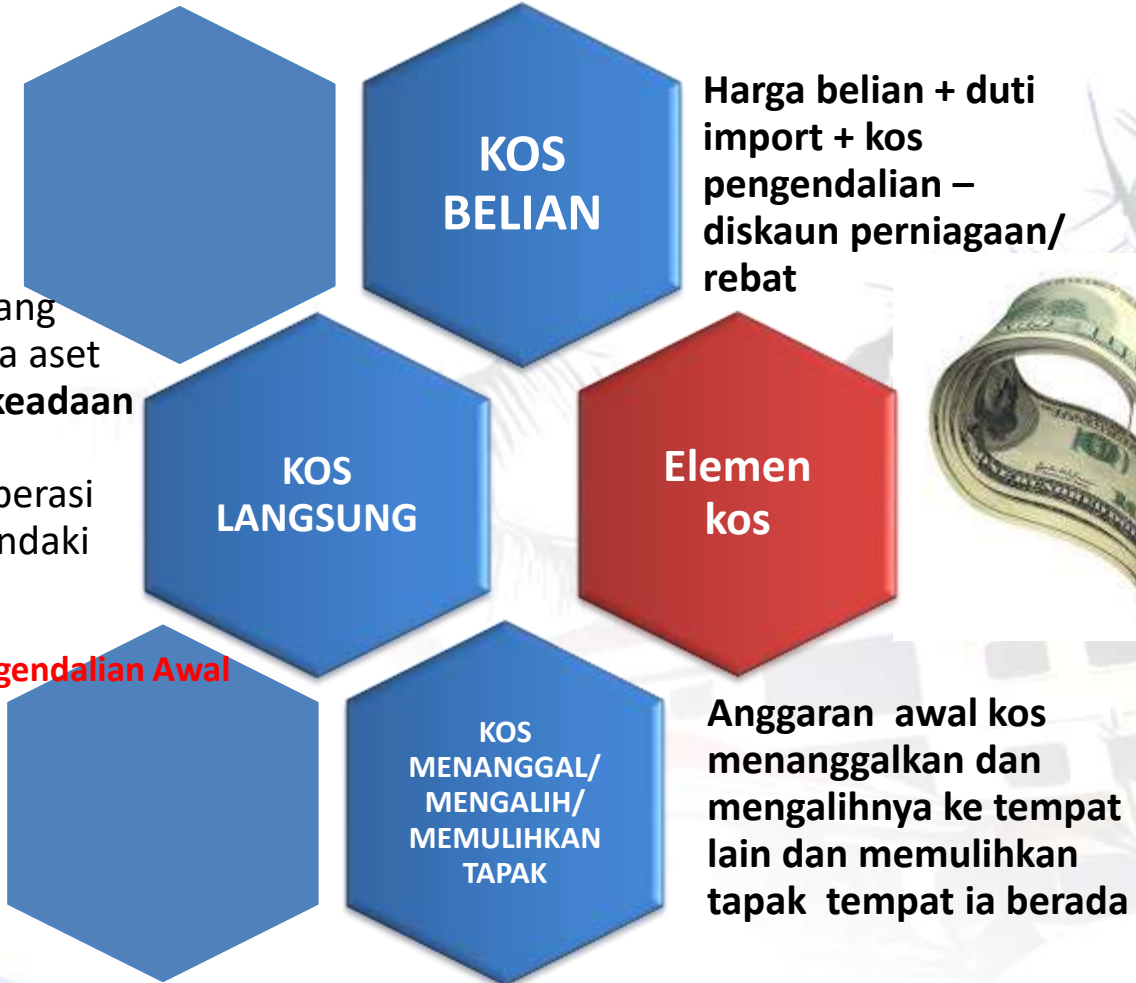 KOS
BELIAN
Harga belian + duti
import + kos
pengendalian –
diskaun perniagaan/
rebat
ang
a aset
keadaan
perasi
ndaki
KOS
LANGSUNG
Elemen
kos
gendalian Awal
KOS
MENANGGAL/
MENGALIH/
MEMULIHKAN
TAPAK
Anggaran awal kos
menanggalkan dan
mengalihnya ke tempat
lain dan memulihkan
tapak tempat ia berada